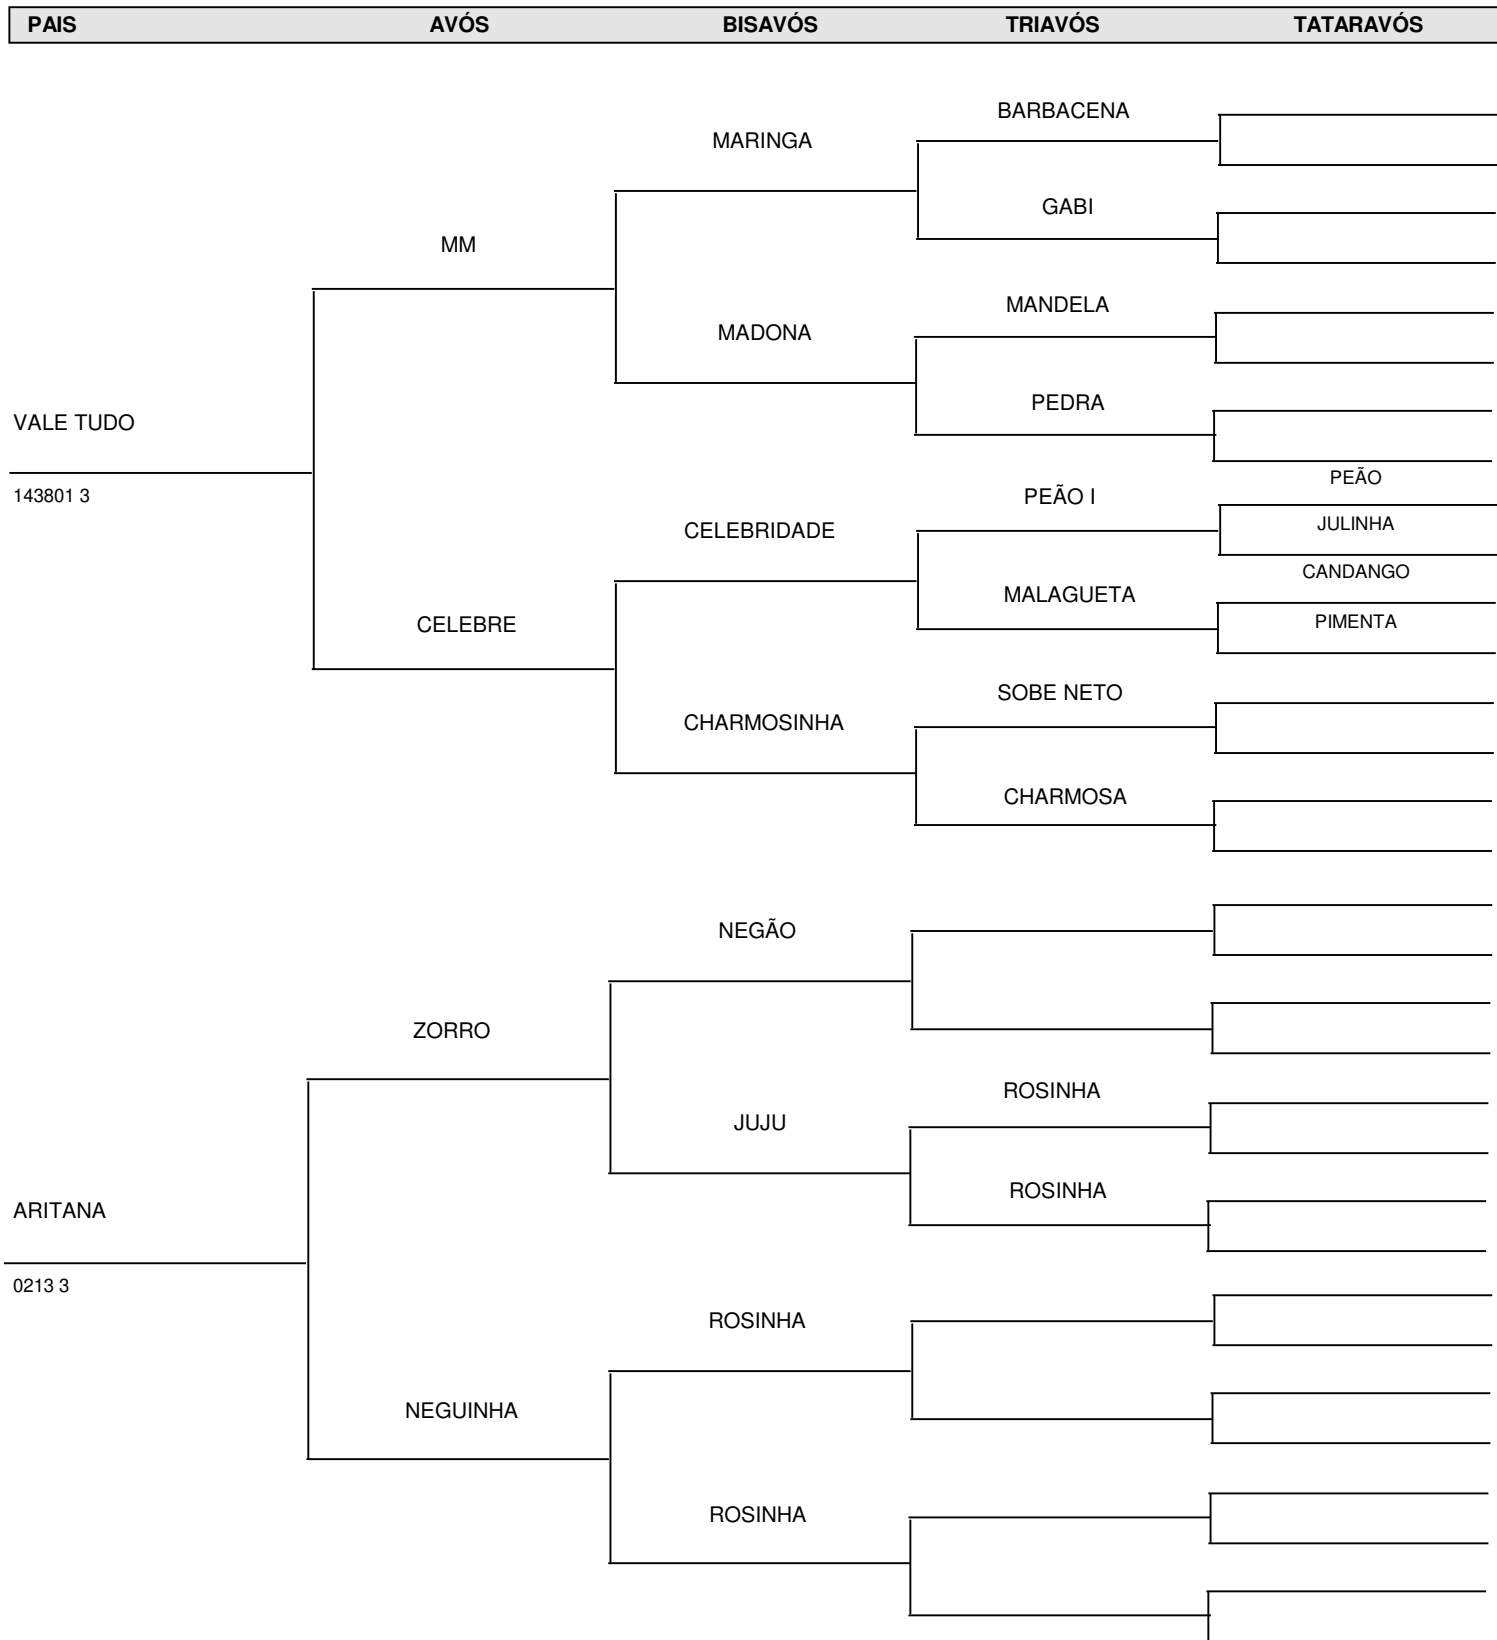 PAIS AVÓS BISAVÓS TRIAVÓS TATARAVÓS
BARBACENA
MARINGA
GABI
MM
MANDELA
MADONA
PEDRA
VALE TUDO
143801 3
PEÃO
PEÃO I
JULINHA
CELEBRIDADE
CANDANGO
MALAGUETA
PIMENTA
CELEBRE
SOBE NETO
CHARMOSINHA
CHARMOSA
NEGÃO
ZORRO
ROSINHA
JUJU
ROSINHA
ARITANA
0213 3
ROSINHA
NEGUINHA
ROSINHA